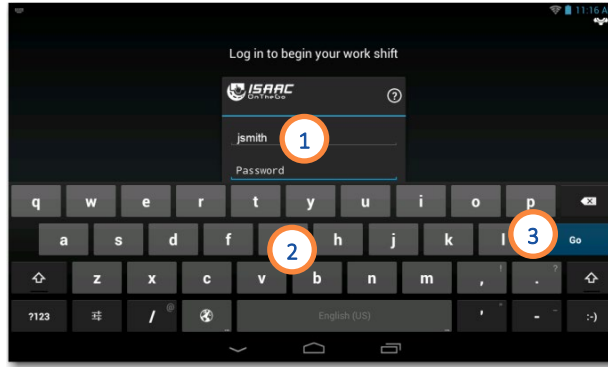 11:16 A
Log in to begin your work shift
ISAAC
OnTheGo
?
jsmith
1
Password
q w e r t y u i o p
a s d f h j k l 3 Go
2
z x c v b n m , ! . ?
?123 / @ English (US) ' " - _ :-)